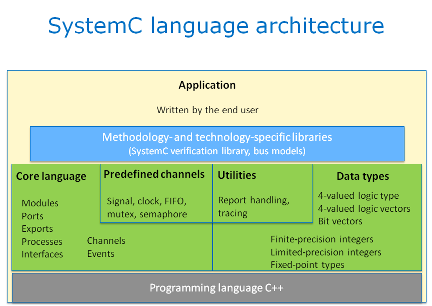 SystemC language architecture
Application
Written by the end user
Methodology- and technology-specific libraries
(SystemC verification library, bus models)
Core language
Modules
Ports
Exports
Processes
Interfaces
Predefined channels
Signal, clock, FIFO,
mutex, semaphore
Channels
Events
Utilities
Report handling,
tracing
Data types
4-valued logic type
4-valued logic vectors
Bit vectors
Finite-precision integers
Limited-precision integers
Fixed-point types
Programming language C++